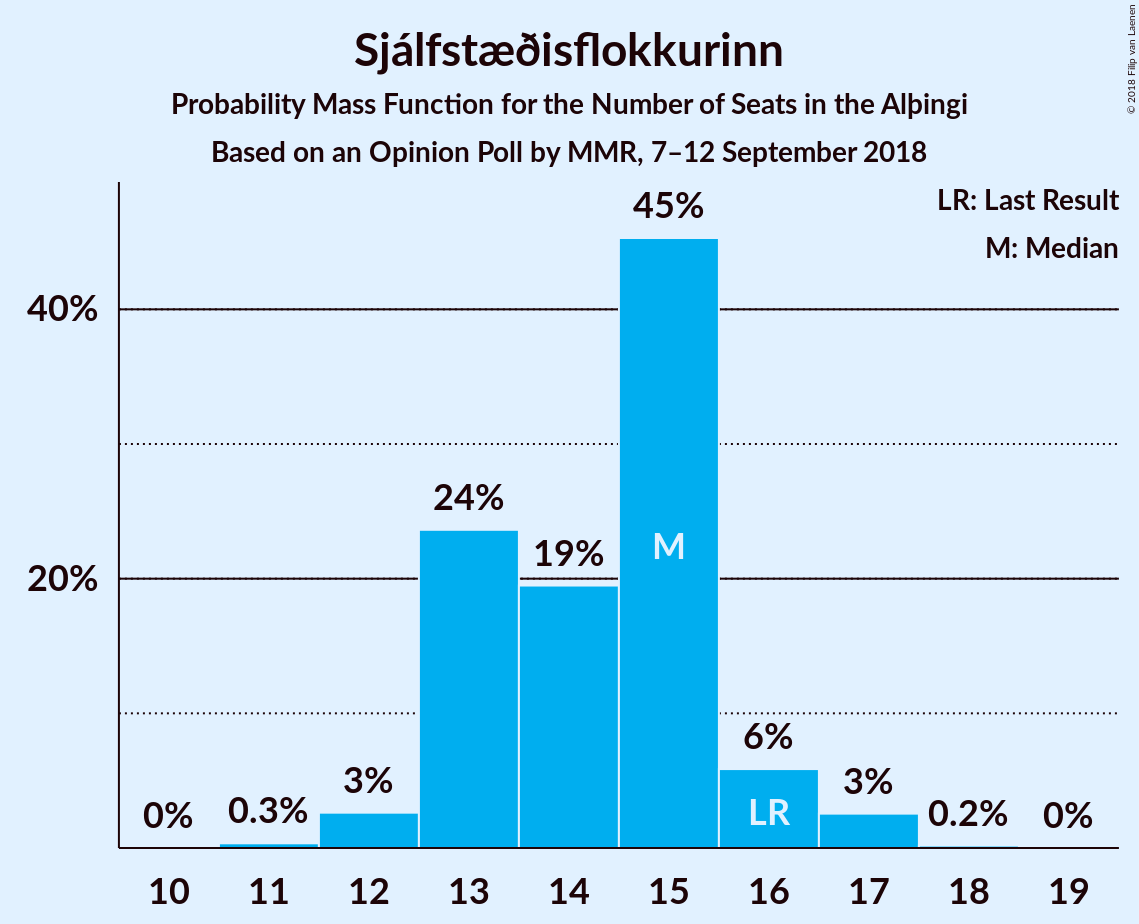 Sjálfstæðisflokkurinn
Probability Mass Function for the Number of Seats in the Alþingi
Based on an Opinion Poll by MMR, 7–12 September 2018
© 2018 Filip van Laenen
LR: Last Result
M: Median
45%
40%
24%
19%
M
20%
6%
3%
3%
LR
0%
0.3%
0.2%
0%
10 11 12 13 14 15 16 17 18 19